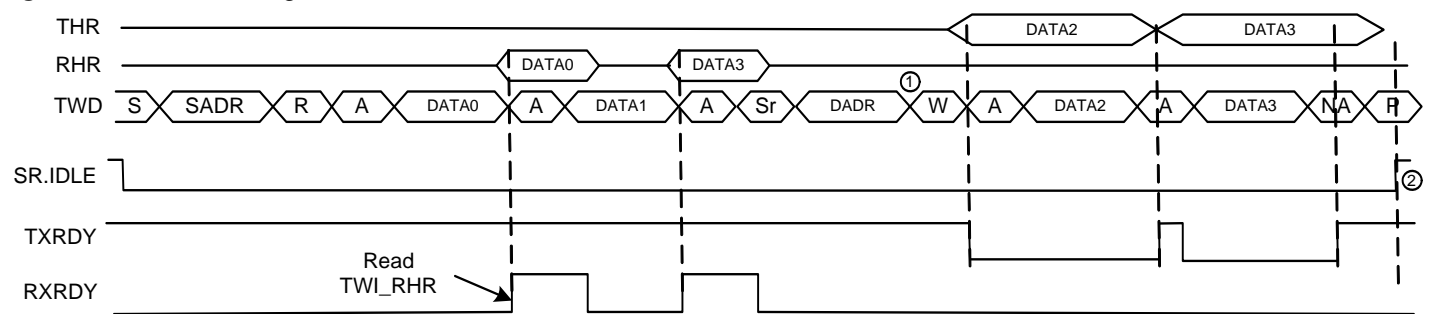 THR DATA2 DATA3
RHR DATA0 DATA3
TWD S SADR R A DATA0 A DATA1 A Sr DADR ① W A DATA2 A DATA3 NA P
SR.IDLE ②
TXRDY
Read
TWI_RHR
RXRDY